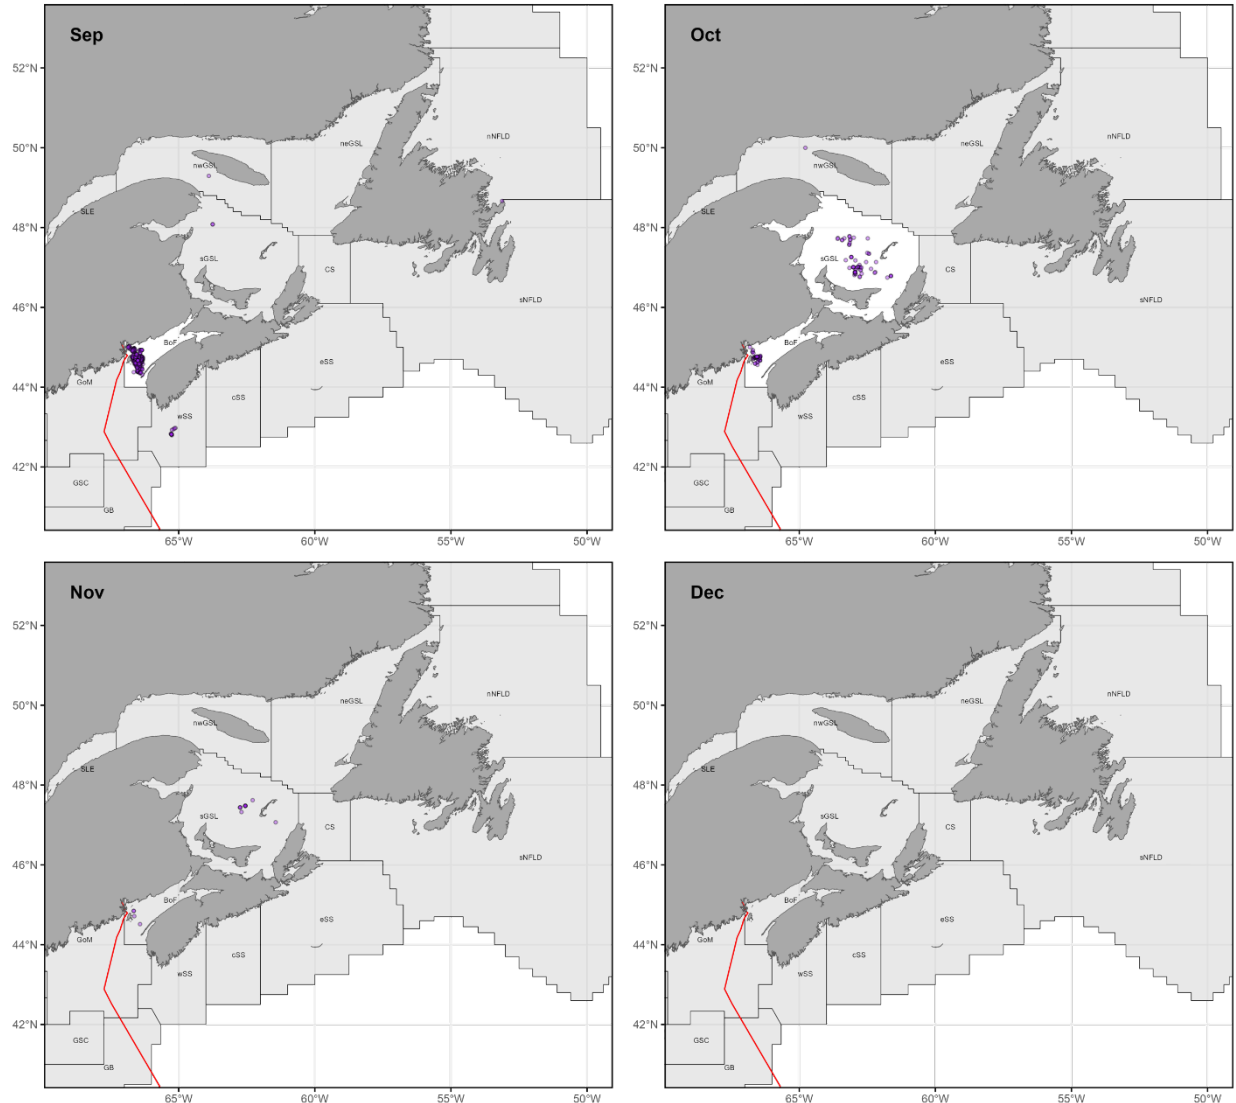 Sep
Oct
52°N
50°N
48°N
46°N
44°N
42°N
nNFLD
neGSL
nwGSL
SLE
sGSL
CS
sNFLD
BoF
GoM
eSS
cSS
wSS
GSC
GB
nNFLD
neGSL
nwGSL
SLE
sGSL
CS
sNFLD
BoF
GoM
eSS
cSS
wSS
GSC
GB
52°N
50°N
48°N
46°N
44°N
42°N
65°W 60°W 55°W 50°W
65°W 60°W 55°W 50°W
Nov
Dec
52°N
50°N
48°N
46°N
44°N
42°N
nNFLD
neGSL
nwGSL
SLE
sGSL
CS
sNFLD
BoF
GoM
eSS
cSS
wSS
GSC
GB
52°N
50°N
48°N
46°N
44°N
42°N
nNFLD
neGSL
nwGSL
SLE
sGSL
CS
sNFLD
BoF
GoM
eSS
cSS
wSS
GSC
GB
65°W 60°W 55°W 50°W
65°W 60°W 55°W 50°W